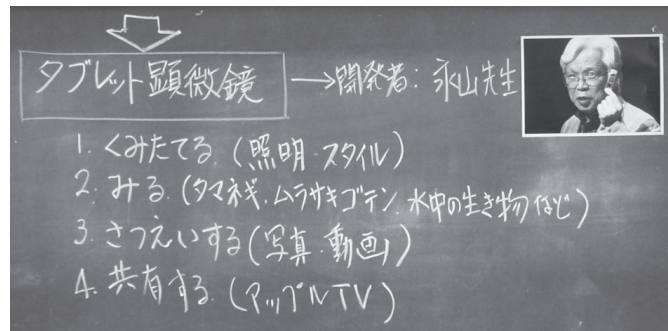 タブレット顕微鏡 →開発者:永山先生
1. くみたてる (照明・スタイル)
2. みる. (タマネギ.ムラサキゴテン.水中の生き物など)
3. さつえいする(写真・動画)
4. 共有する. (アップルTV)